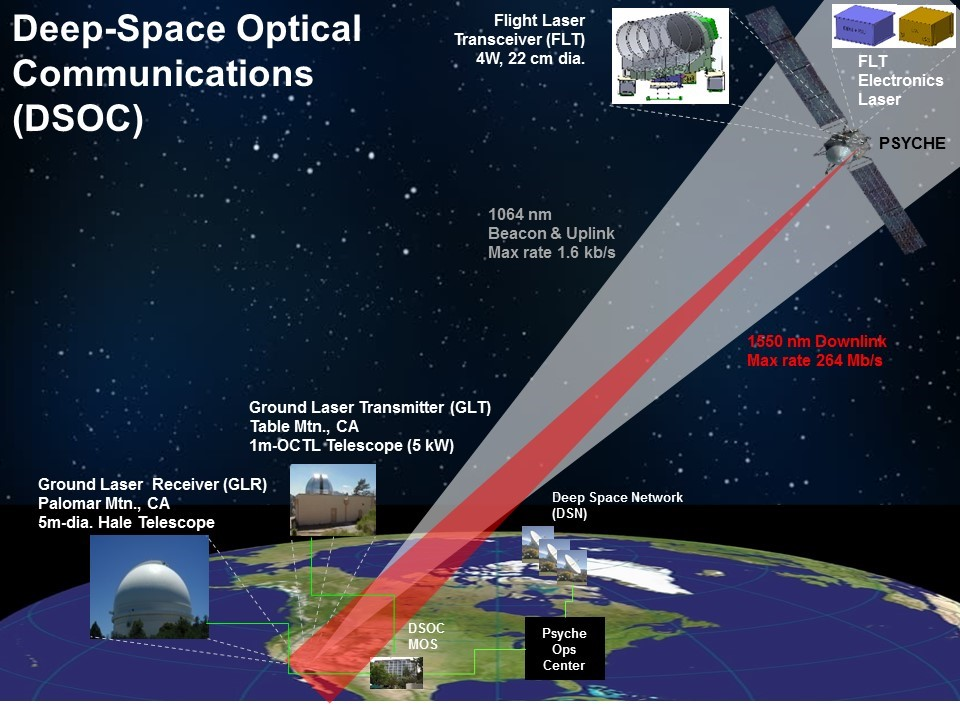 Deep-Space Optical
Communications
(DSOC)
Flight Laser
Transceiver (FLT)
4W, 22 cm dia.
FLT
Electronics
Laser
PSYCHE
1064 nm
Beacon & Uplink
Max rate 1.6 kb/s
1550 nm Downlink
Max rate 264 Mb/s
Ground Laser Transmitter (GLT)
Table Mtn., CA
1m-OCTL Telescope (5 kW)
Ground Laser Receiver (GLR)
Palomar Mtn., CA
5m-dia. Hale Telescope
Deep Space Network
(DSN)
DSOC
MOS
Psyche
Ops
Center